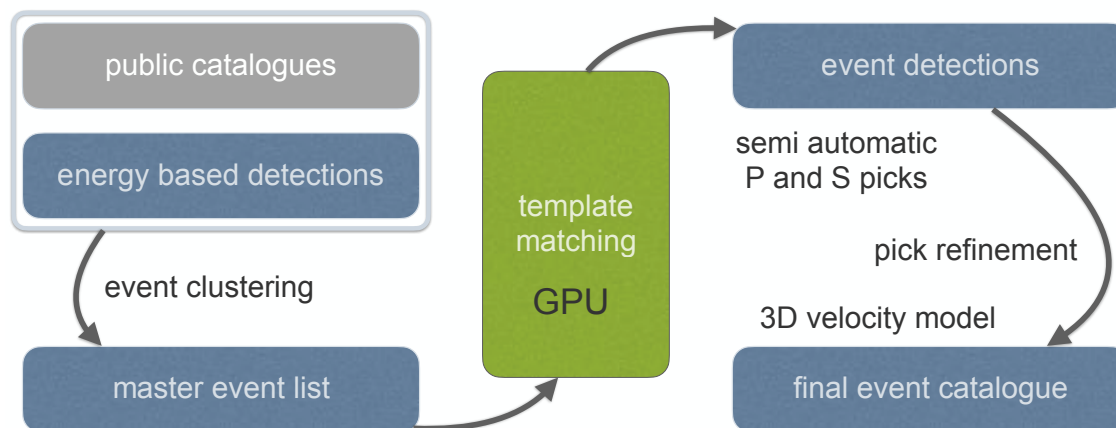 public catalogues
energy based detections
event clustering
master event list
template
matching
GPU
event detections
semi automatic
P and S picks
pick refinement
3D velocity model
final event catalogue